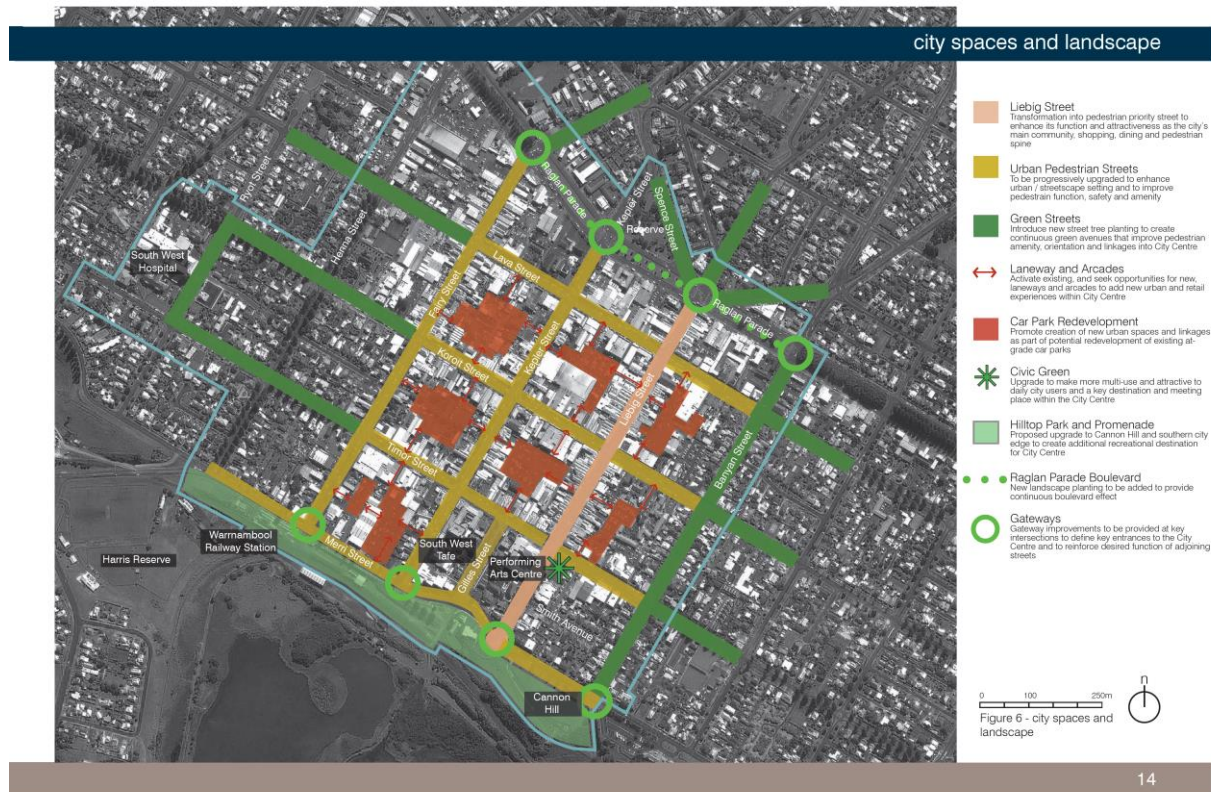 city spaces and landscape
Liebig Street
Transformation into pedestrian priority street to
enhance its function and attractiveness as the city's
main community, shopping, dining and pedestrian
spine
Urban Pedestrian Streets
To be progressively upgraded to enhance
urban / streetscape setting and to improve
pedestrain function, safety and amenity
Green Streets
Introduce new street tree planting to create
continuous green avenues that improve pedestrian
amenity, orientation and linkages into City Centre
Laneway and Arcades
Activate existing, and seek opportunities for new,
laneways and arcades to add new urban and retail
experiences within City Centre
Car Park Redevelopment
Promote creation of new urban spaces and linkages
as part of potential redevelopment of existing at-
grade car parks
Civic Green
Upgrade to make more multi-use and attractive to
daily city users and a key destination and meeting
place within the City Centre
Hilltop Park and Promenade
Proposed upgrade to Cannon Hill and southern city
edge to create additional recreational destination
for City Centre
Raglan Parade Boulevard
New landscape planting to be added to provide
continuous boulevard effect
Gateways
Gateway improvements to be provided at key
intersections to define key entrances to the City
Centre and to reinforce desired function of adjoining
streets
Ryot Street
Henna Street
Raglan Parade
Kepler Street
Spence Street
Reserve
South West
Hospital
Lava Street
Fairy Street
Kepler Street
Raglan Parade
Koroit Street
Liebig Street
Banyan Street
Timor Street
Warrnambool
Railway Station
Merri Street
South West
Tafe
Gilles Street
Performing
Arts Centre
Harris Reserve
Smith Avenue
Cannon
Hill
n
0 100 250m
Figure 6 - city spaces and
landscape
14